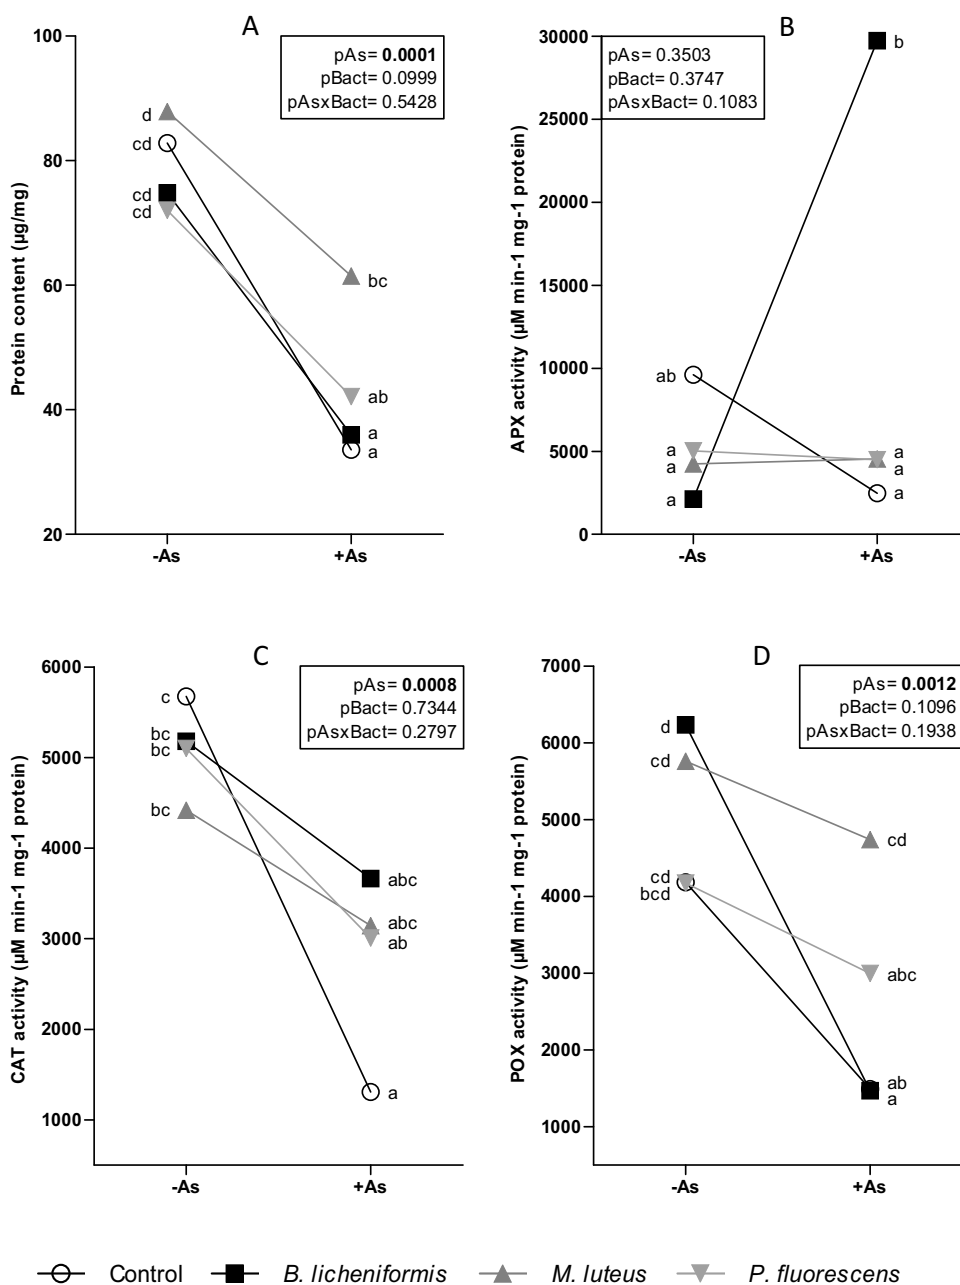 A
pAs= 0.0001
pBact= 0.0999
pAsxBact= 0.5428
100
80
60
40
20
Protein content (µg/mg)
d
cd
cd
cd
bc
ab
a
a
-As
+As
B
pAs= 0.3503
pBact= 0.3747
pAsxBact= 0.1083
30000
25000
20000
15000
10000
5000
0
APX activity (µM min-1 mg-1 protein)
ab
a
a
a
b
a
a
a
-As
+As
C
pAs= 0.0008
pBact= 0.7344
pAsxBact= 0.2797
6000
5000
4000
3000
2000
1000
CAT activity (µM min-1 mg-1 protein)
c
bc
bc
bc
abc
abc
ab
a
-As
+As
D
pAs= 0.0012
pBact= 0.1096
pAsxBact= 0.1938
7000
6000
5000
4000
3000
2000
1000
POX activity (µM min-1 mg-1 protein)
d
cd
cd
bcd
cd
abc
ab
a
-As
+As
Control B. licheniformis M. luteus P. fluorescens